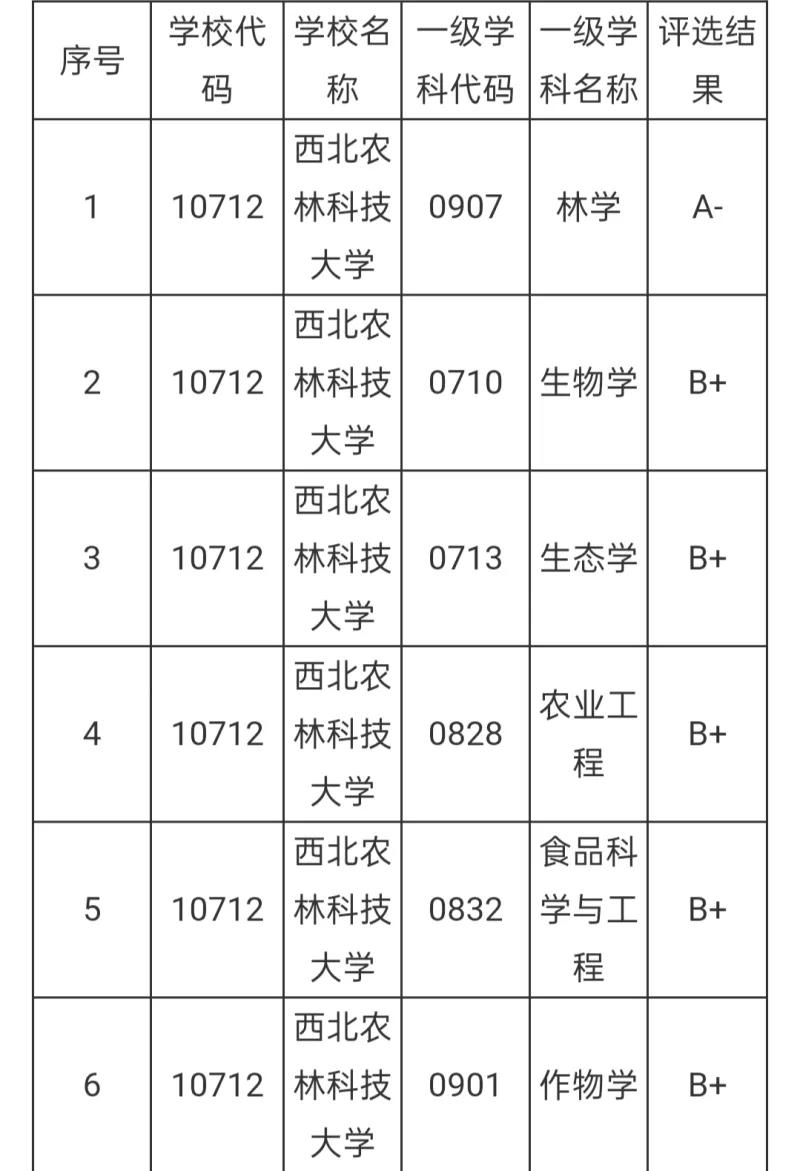 序号 学校代码 学校名称 一级学科代码 一级学科名称 评选结果
1 10712 西北农林科技大学 0907 林学 A-
2 10712 西北农林科技大学 0710 生物学 B+
3 10712 西北农林科技大学 0713 生态学 B+
4 10712 西北农林科技大学 0828 农业工程 B+
5 10712 西北农林科技大学 0832 食品科学与工程 B+
6 10712 西北农林科技大学 0901 作物学 B+